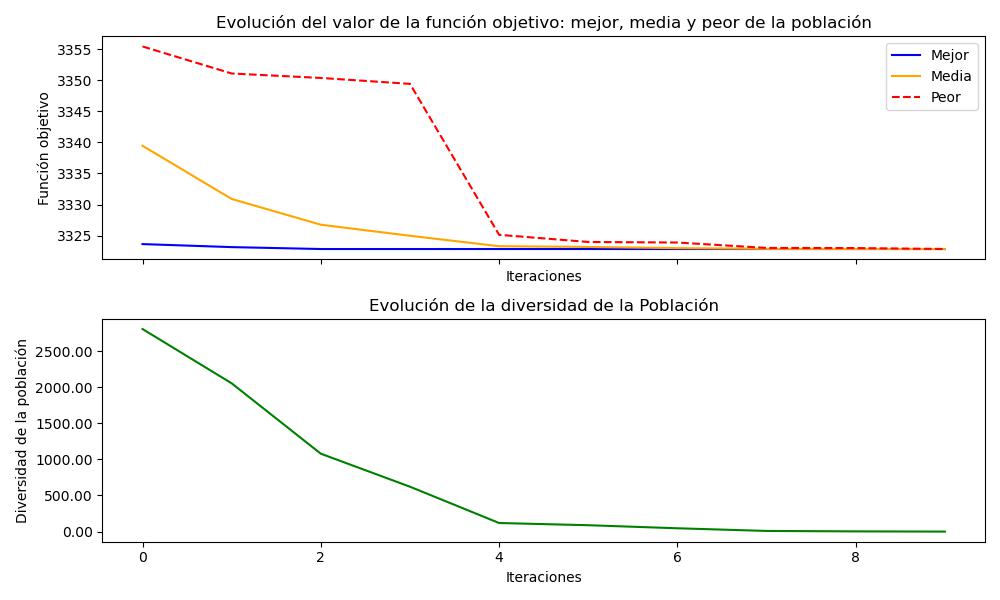 Evolución del valor de la función objetivo: mejor, media y peor de la población
Función objetivo
3355
3350
3345
3340
3335
3330
3325
Mejor
Media
Peor
Iteraciones
Evolución de la diversidad de la Población
Diversidad de la población
2500.00
2000.00
1500.00
1000.00
500.00
0.00
0 2 4 6 8
Iteraciones